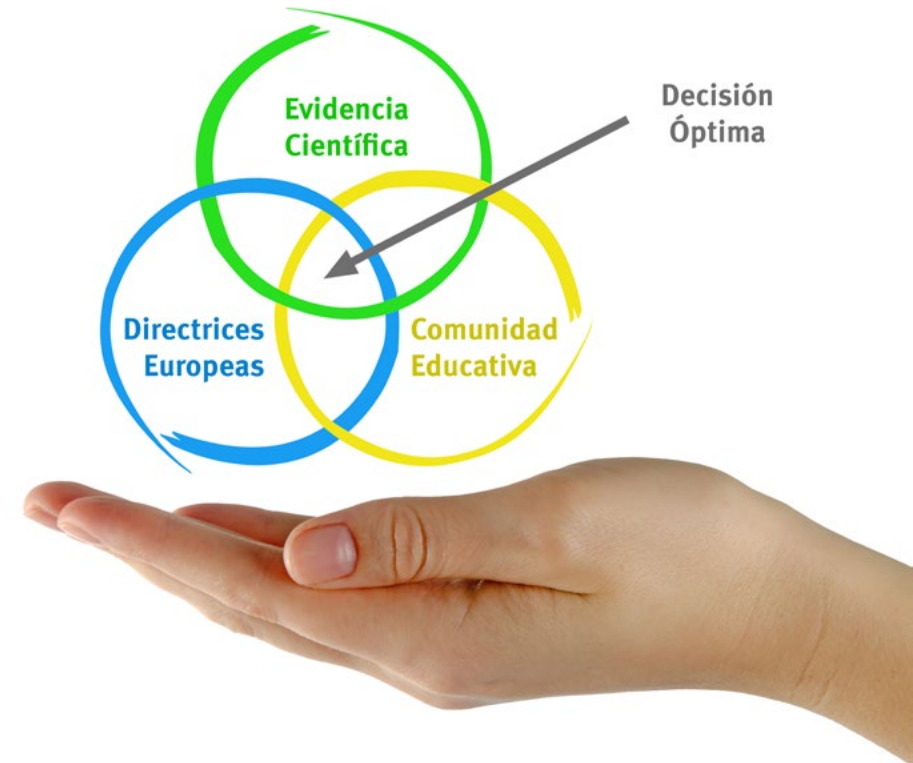 Evidencia
Científica
Decisión
Óptima
Directrices
Europeas
Comunidad
Educativa